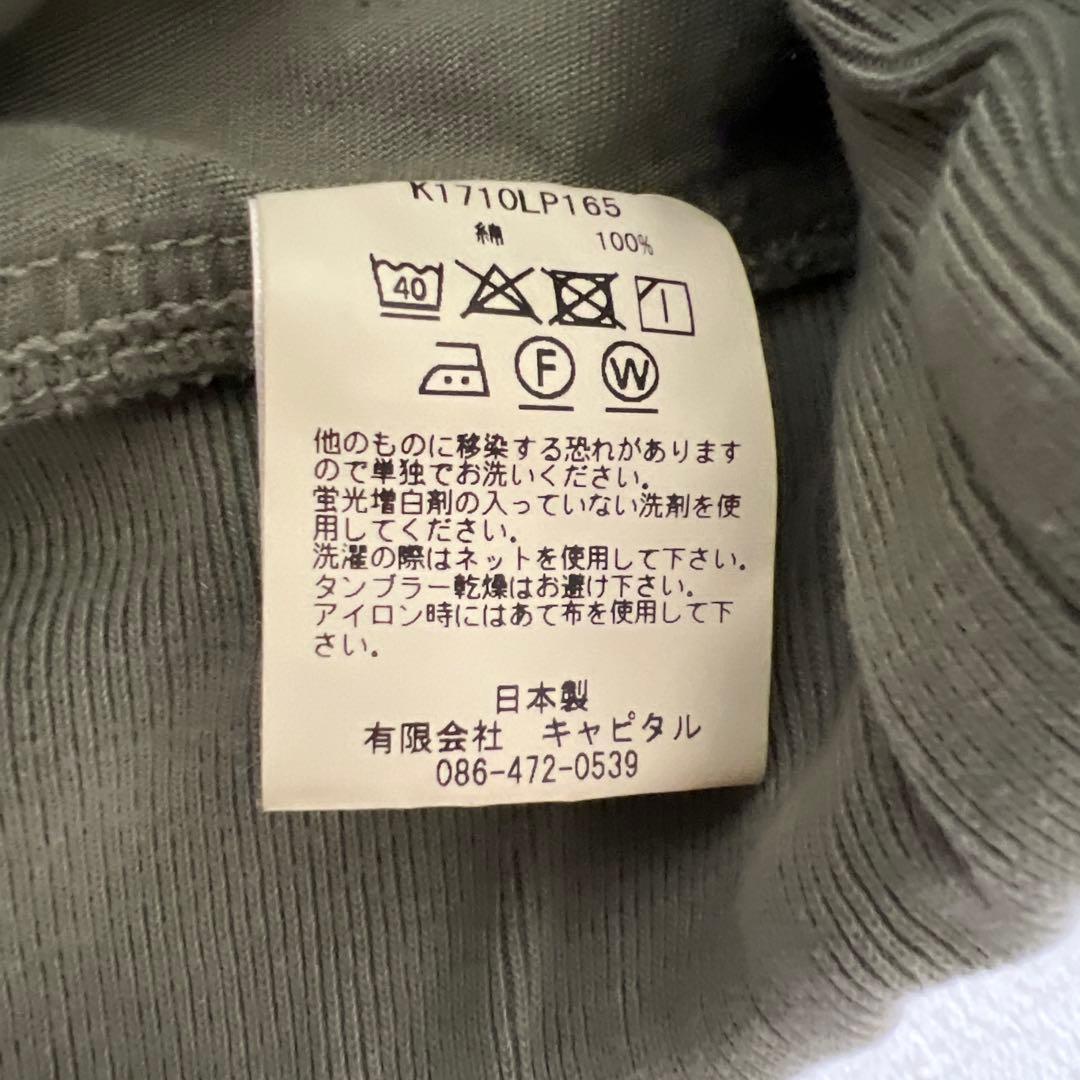 K1710LP165
綿 100%
40
F W
他のものに移染する恐れがあります
ので単独でお洗いください。
蛍光増白剤の入っていない洗剤を使
用してください。
洗濯の際はネットを使用して下さい。
タンブラー乾燥はお避け下さい。
アイロン時にはあて布を使用して下
さい。
日本製
有限会社 キャピタル
086-472-0539